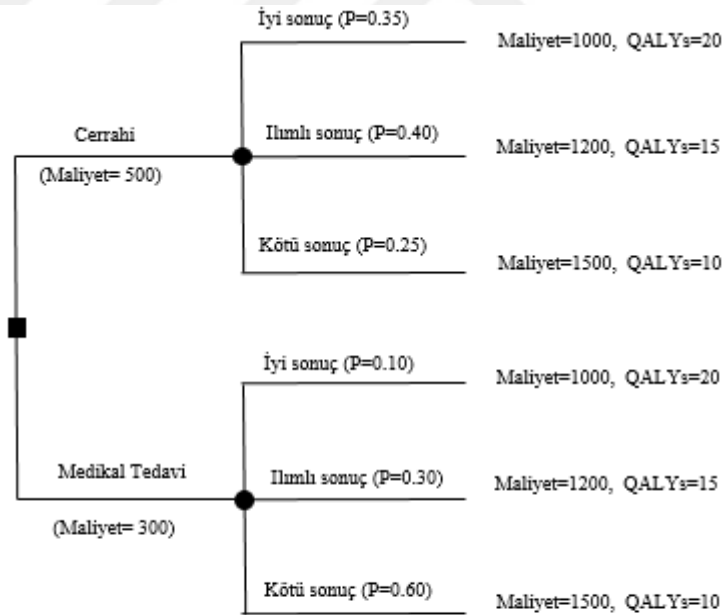 İyi sonuç (P=0.35)
Maliyet=1000, QALYs=20
Cerrahi
(Maliyet= 500)
Ilımlı sonuç (P=0.40)
Maliyet=1200, QALYs=15
Kötü sonuç (P=0.25)
Maliyet=1500, QALYs=10
İyi sonuç (P=0.10)
Maliyet=1000, QALYs=20
Medikal Tedavi
(Maliyet= 300)
Ilımlı sonuç (P=0.30)
Maliyet=1200, QALYs=15
Kötü sonuç (P=0.60)
Maliyet=1500, QALYs=10